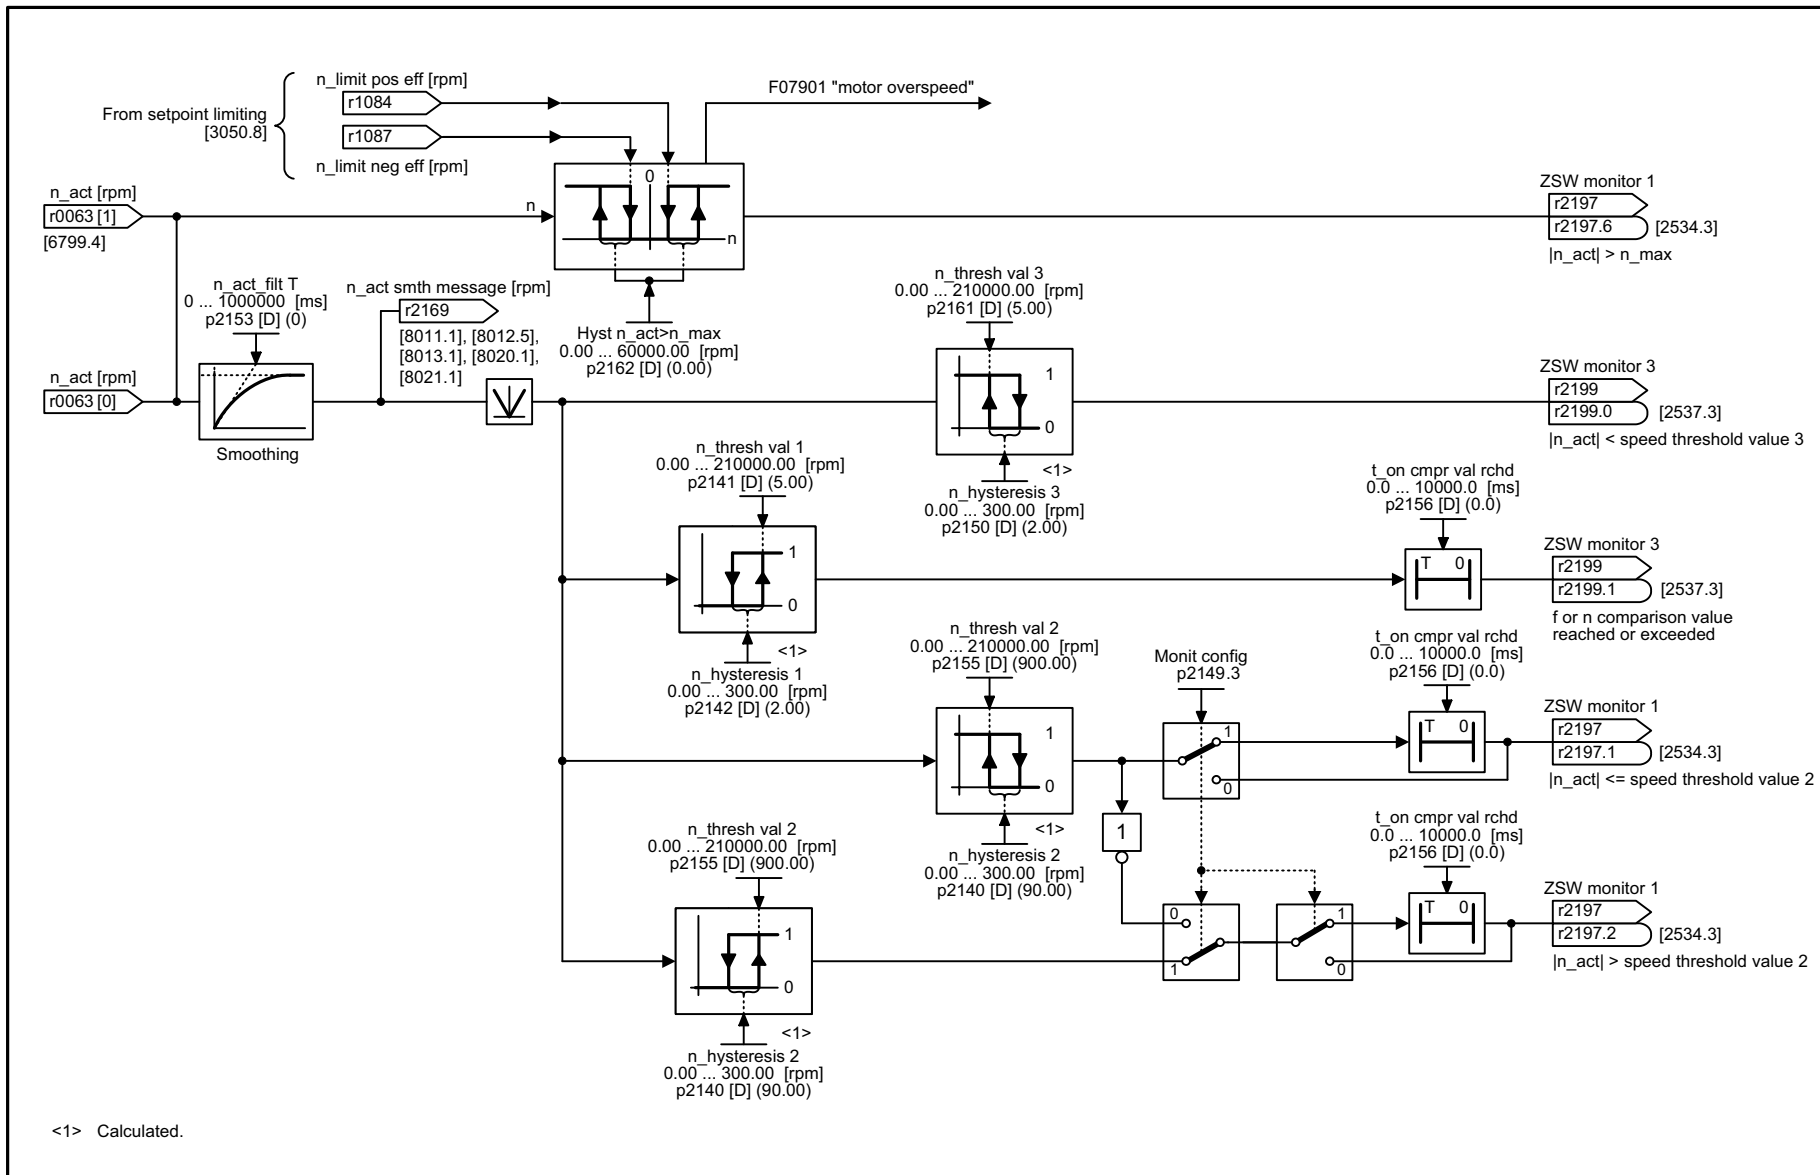 n_limit pos eff [rpm]
r1084
From setpoint limiting
[3050.8]
r1087
n_limit neg eff [rpm]
F07901 "motor overspeed"
n_act [rpm]
r0063 [1]
[6799.4]
n
0
n
ZSW monitor 1
r2197
r2197.6 [2534.3]
|n_act| > n_max
Hyst n_act>n_max
0.00 ... 60000.00 [rpm]
p2162 [D] (0.00)
n_act_filt T
0 ... 1000000 [ms]
p2153 [D] (0)
n_act smth message [rpm]
r2169
[8011.1], [8012.5],
[8013.1], [8020.1],
[8021.1]
n_act [rpm]
r0063 [0]
Smoothing
n_thresh val 3
0.00 ... 210000.00 [rpm]
p2161 [D] (5.00)
1
0
<1>
n_hysteresis 3
0.00 ... 300.00 [rpm]
p2150 [D] (2.00)
ZSW monitor 3
r2199
r2199.0 [2537.3]
|n_act| < speed threshold value 3
n_thresh val 1
0.00 ... 210000.00 [rpm]
p2141 [D] (5.00)
1
0
<1>
n_hysteresis 1
0.00 ... 300.00 [rpm]
p2142 [D] (2.00)
t_on cmpr val rchd
0.0 ... 10000.0 [ms]
p2156 [D] (0.0)
T 0
ZSW monitor 3
r2199
r2199.1 [2537.3]
f or n comparison value
reached or exceeded
n_thresh val 2
0.00 ... 210000.00 [rpm]
p2155 [D] (900.00)
1
0
<1>
n_hysteresis 2
0.00 ... 300.00 [rpm]
p2140 [D] (90.00)
Monit config
p2149.3
1
0
t_on cmpr val rchd
0.0 ... 10000.0 [ms]
p2156 [D] (0.0)
T 0
ZSW monitor 1
r2197
r2197.1 [2534.3]
|n_act| <= speed threshold value 2
1
n_thresh val 2
0.00 ... 210000.00 [rpm]
p2155 [D] (900.00)
1
0
<1>
n_hysteresis 2
0.00 ... 300.00 [rpm]
p2140 [D] (90.00)
0
1
1
0
t_on cmpr val rchd
0.0 ... 10000.0 [ms]
p2156 [D] (0.0)
T 0
ZSW monitor 1
r2197
r2197.2 [2534.3]
|n_act| > speed threshold value 2
<1> Calculated.